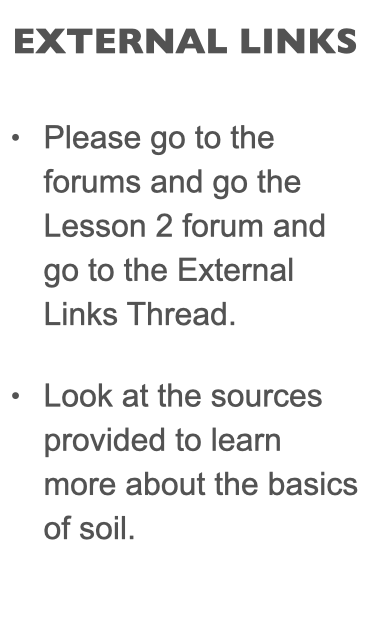 EXTERNAL LINKS
• Please go to the
forums and go the
Lesson 2 forum and
go to the External
Links Thread.
• Look at the sources
provided to learn
more about the basics
of soil.